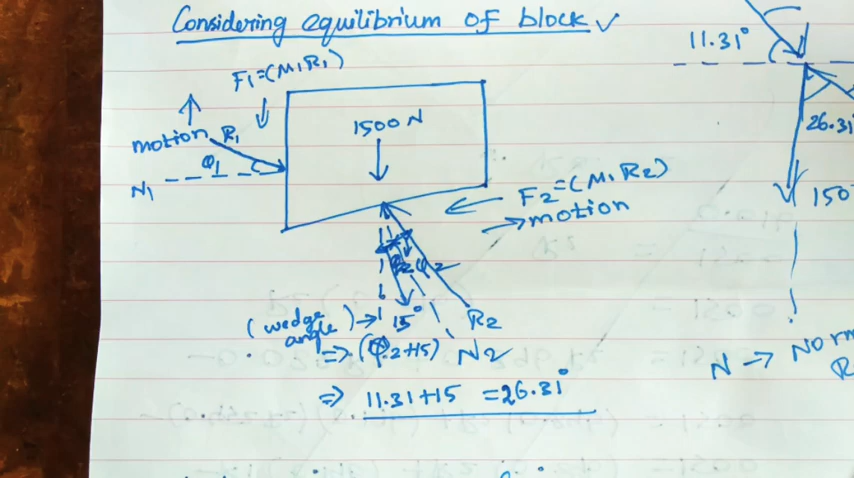 Considering equilibrium of block ✓
F₁=(M₁R₁)
11.31°
motion
R₁
1500 N
φ₁
26.31
N₁
F₂=(M₁R₂)
motion
150
(wedge angle) → 15°
R₂
⇒ (φ₂+15)
N₂
N → Norm
R
⇒ 11.31+15 = 26.31°